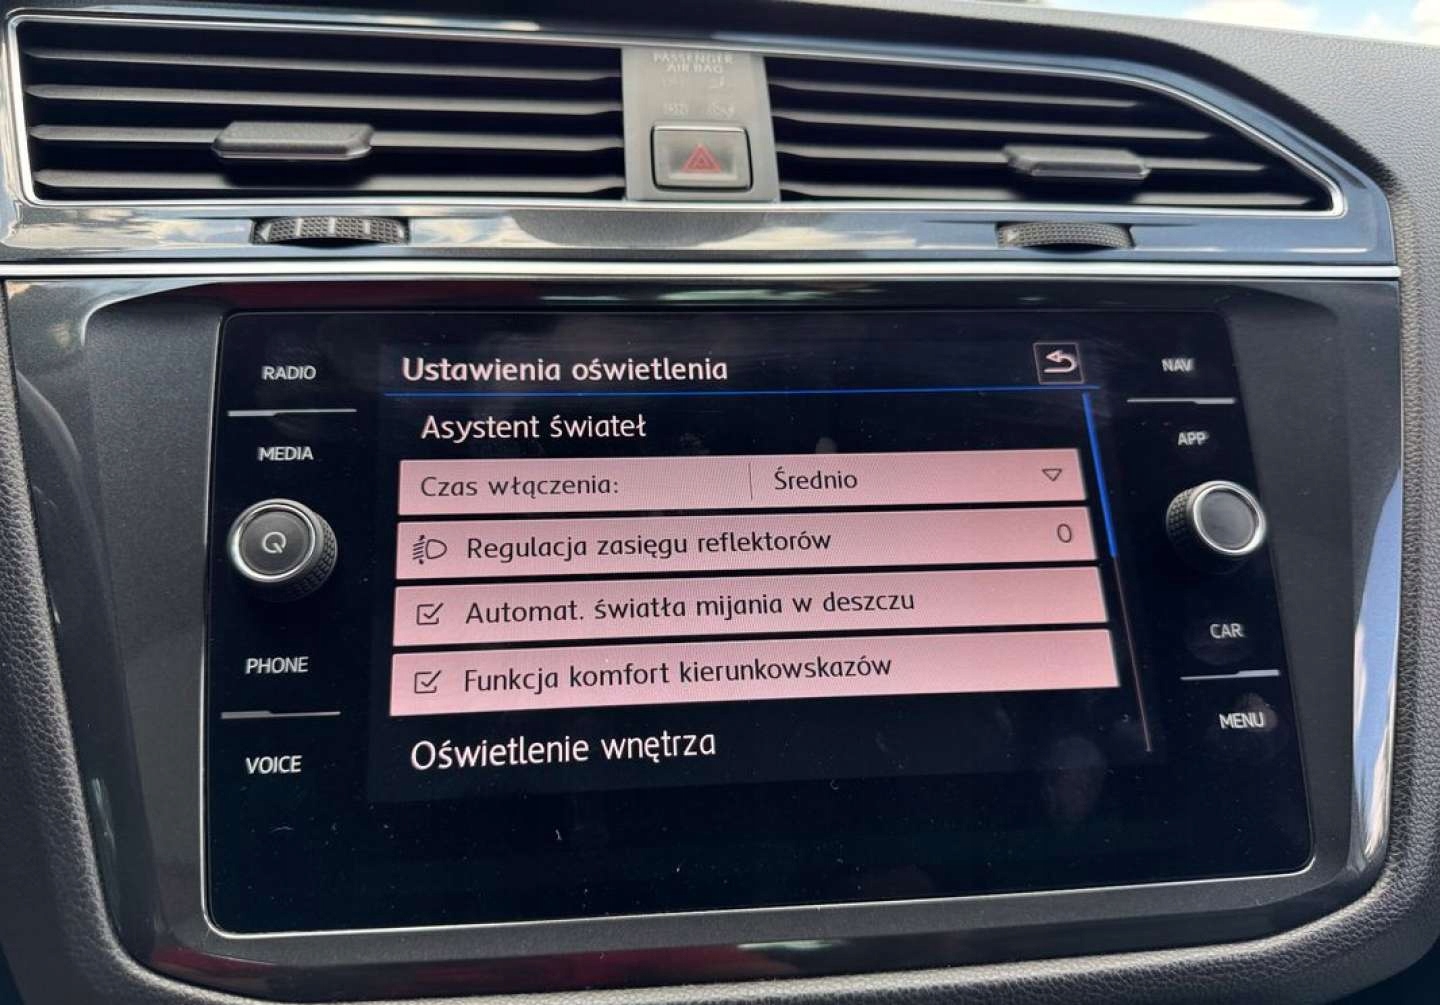 PASSENGER
AIR BAG
RADIO
MEDIA
PHONE
VOICE
Ustawienia oświetlenia
Asystent świateł
Czas włączenia: Średnio
Regulacja zasięgu reflektorów 0
Automat. światła mijania w deszczu
Funkcja komfort kierunkowskazów
Oświetlenie wnętrza
NAV
APP
CAR
MENU